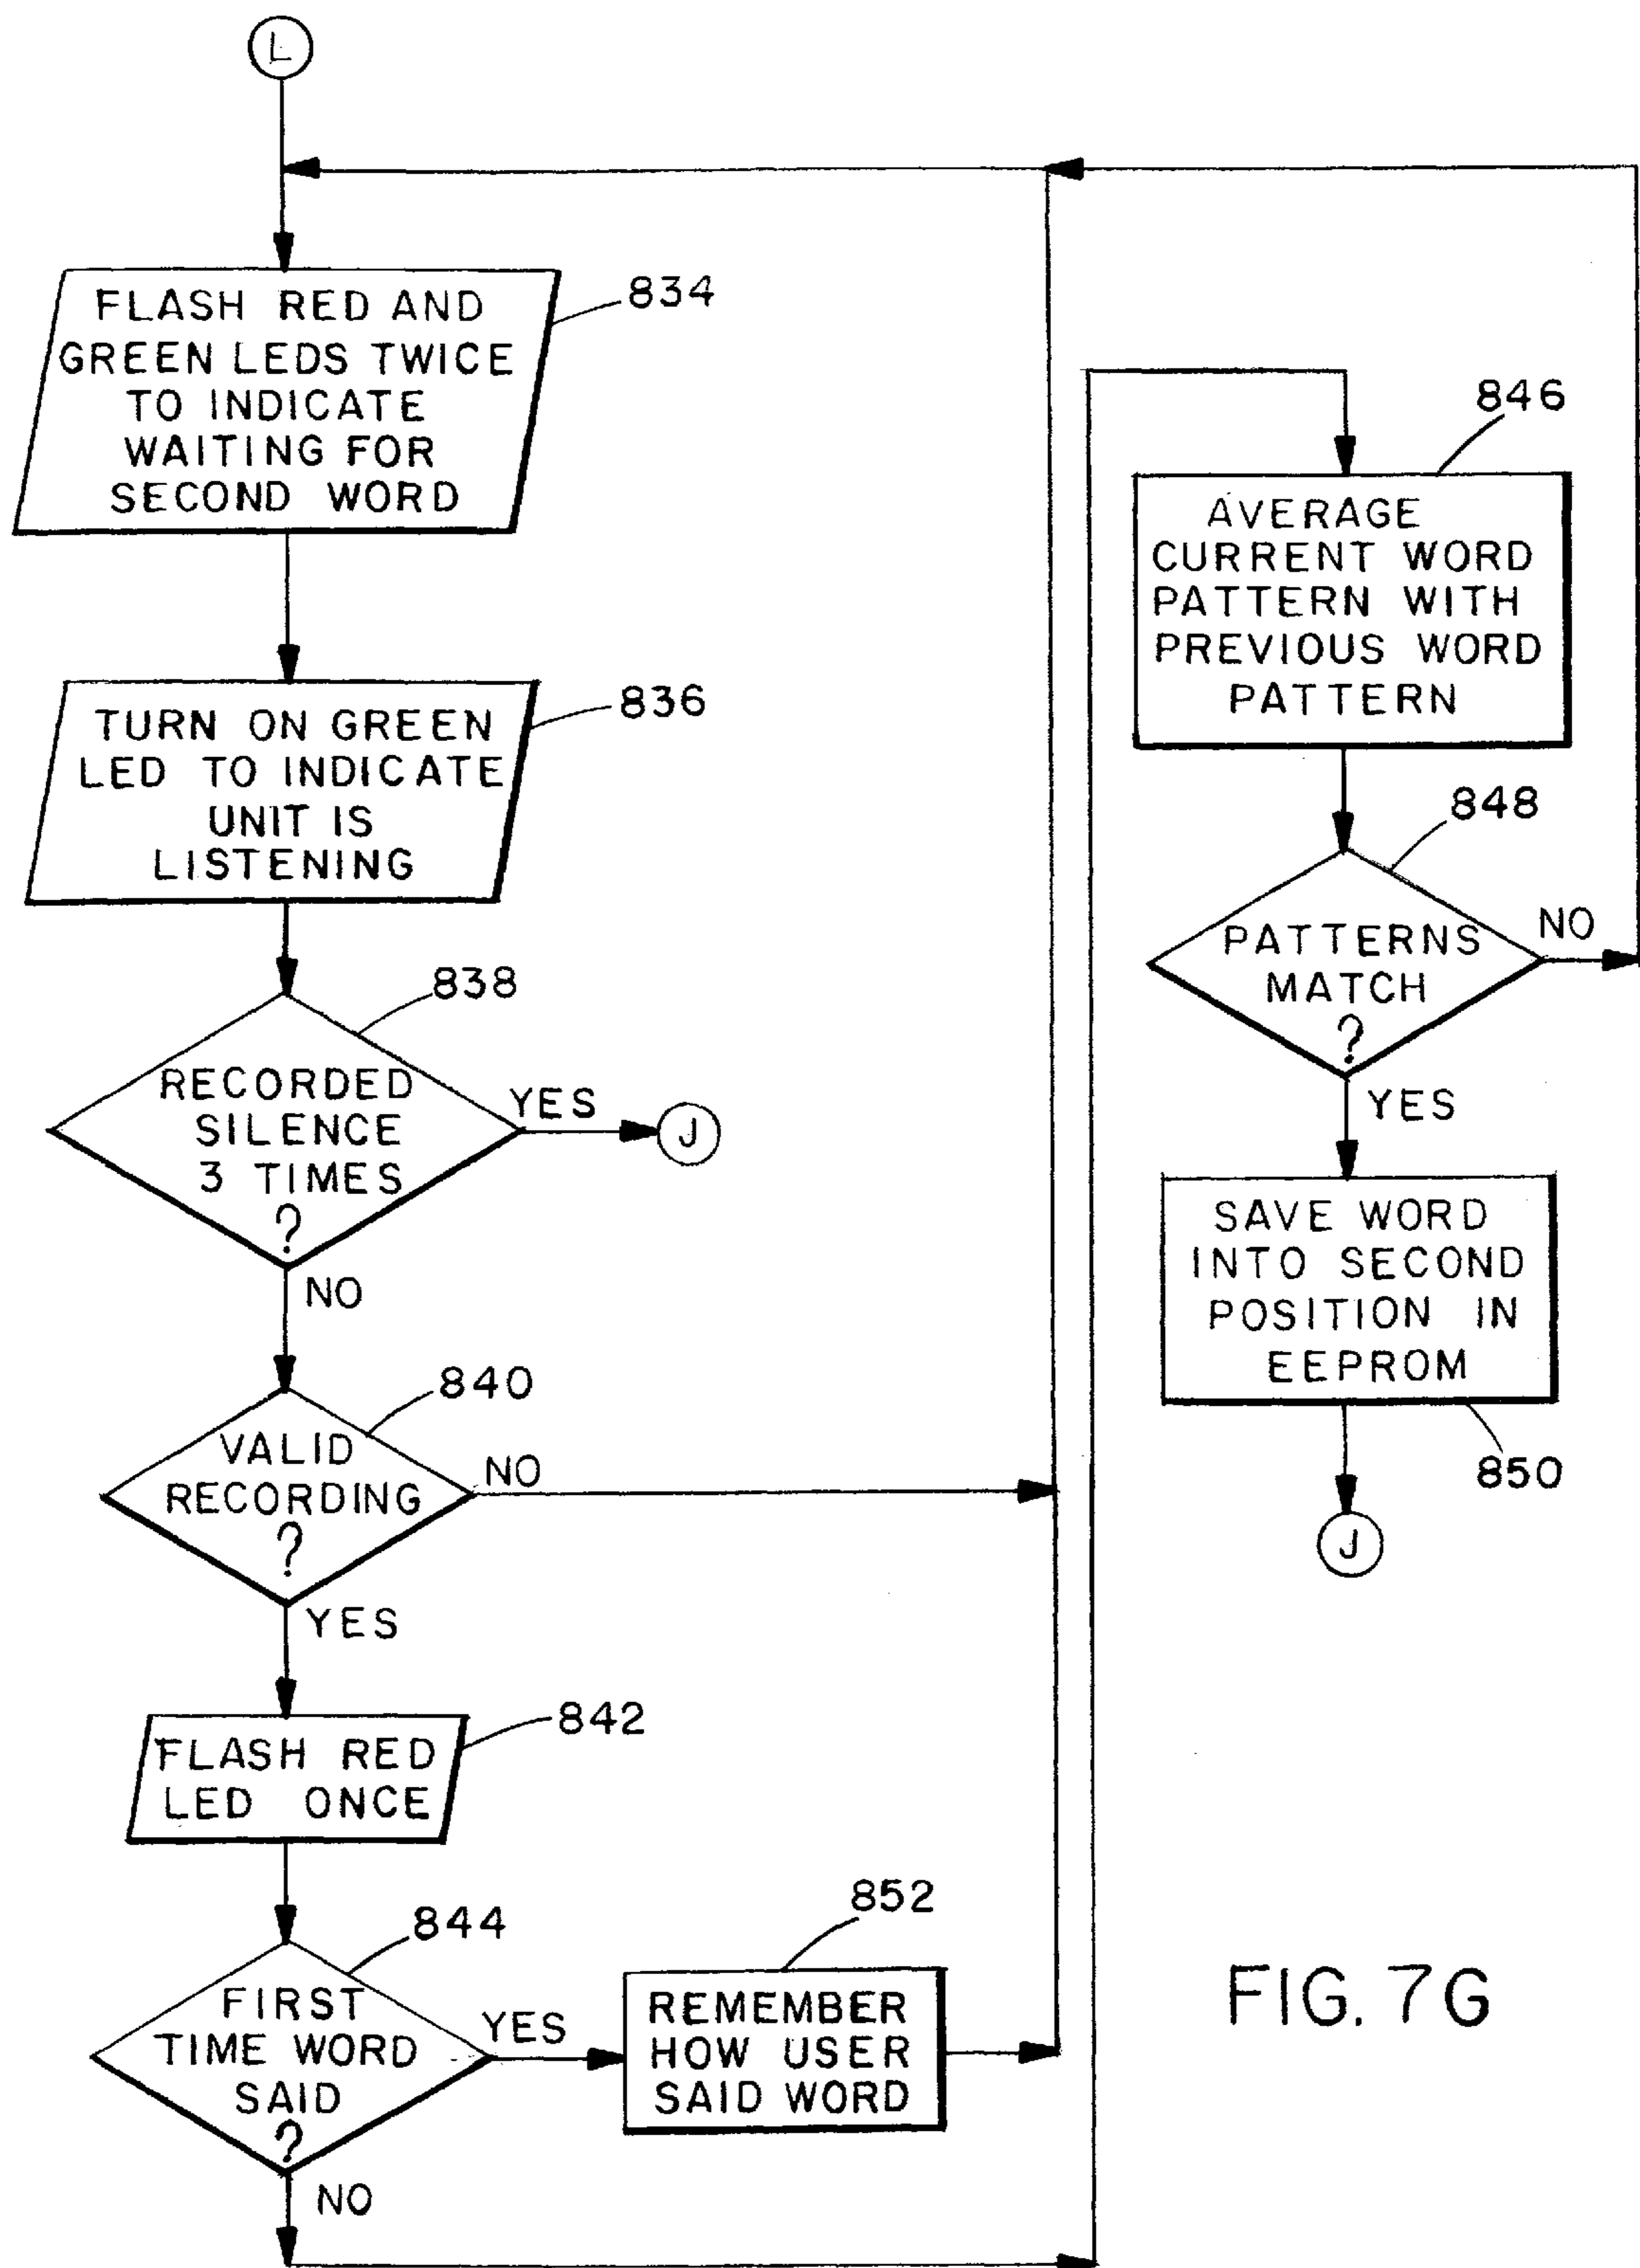 L
FLASH RED AND
GREEN LEDS TWICE
TO INDICATE
WAITING FOR
SECOND WORD
834
TURN ON GREEN
LED TO INDICATE
UNIT IS
LISTENING
836
838
RECORDED
SILENCE
3 TIMES
?
YES
J
NO
840
VALID
RECORDING
?
NO
YES
842
FLASH RED
LED ONCE
844
FIRST
TIME WORD
SAID
?
YES
NO
852
REMEMBER
HOW USER
SAID WORD
846
AVERAGE
CURRENT WORD
PATTERN WITH
PREVIOUS WORD
PATTERN
848
PATTERNS
MATCH
?
NO
YES
SAVE WORD
INTO SECOND
POSITION IN
EEPROM
850
J
FIG. 7G